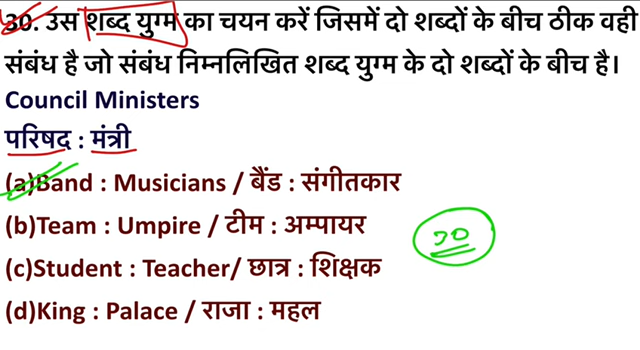 30. उस शब्द युग्म का चयन करें जिसमें दो शब्दों के बीच ठीक वही
संबंध है जो संबंध निम्नलिखित शब्द युग्म के दो शब्दों के बीच है।
Council Ministers
परिषद : मंत्री
(a)Band : Musicians / बैंड : संगीतकार
(b)Team : Umpire / टीम : अम्पायर
(c)Student : Teacher/ छात्र : शिक्षक
(d)King : Palace / राजा : महल
30